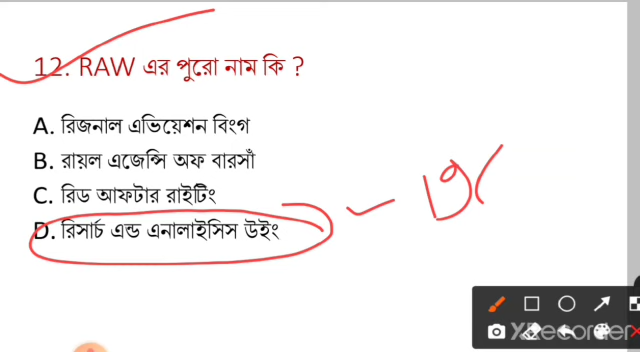 12. RAW এর পুরো নাম কি ?
A. রিজনাল এভিয়েশন বিংগ
B. রায়ল এজেন্সি অফ বারসাঁ
C. রিড আফটার রাইটিং
D. রিসার্চ এন্ড এনালাইসিস উইং